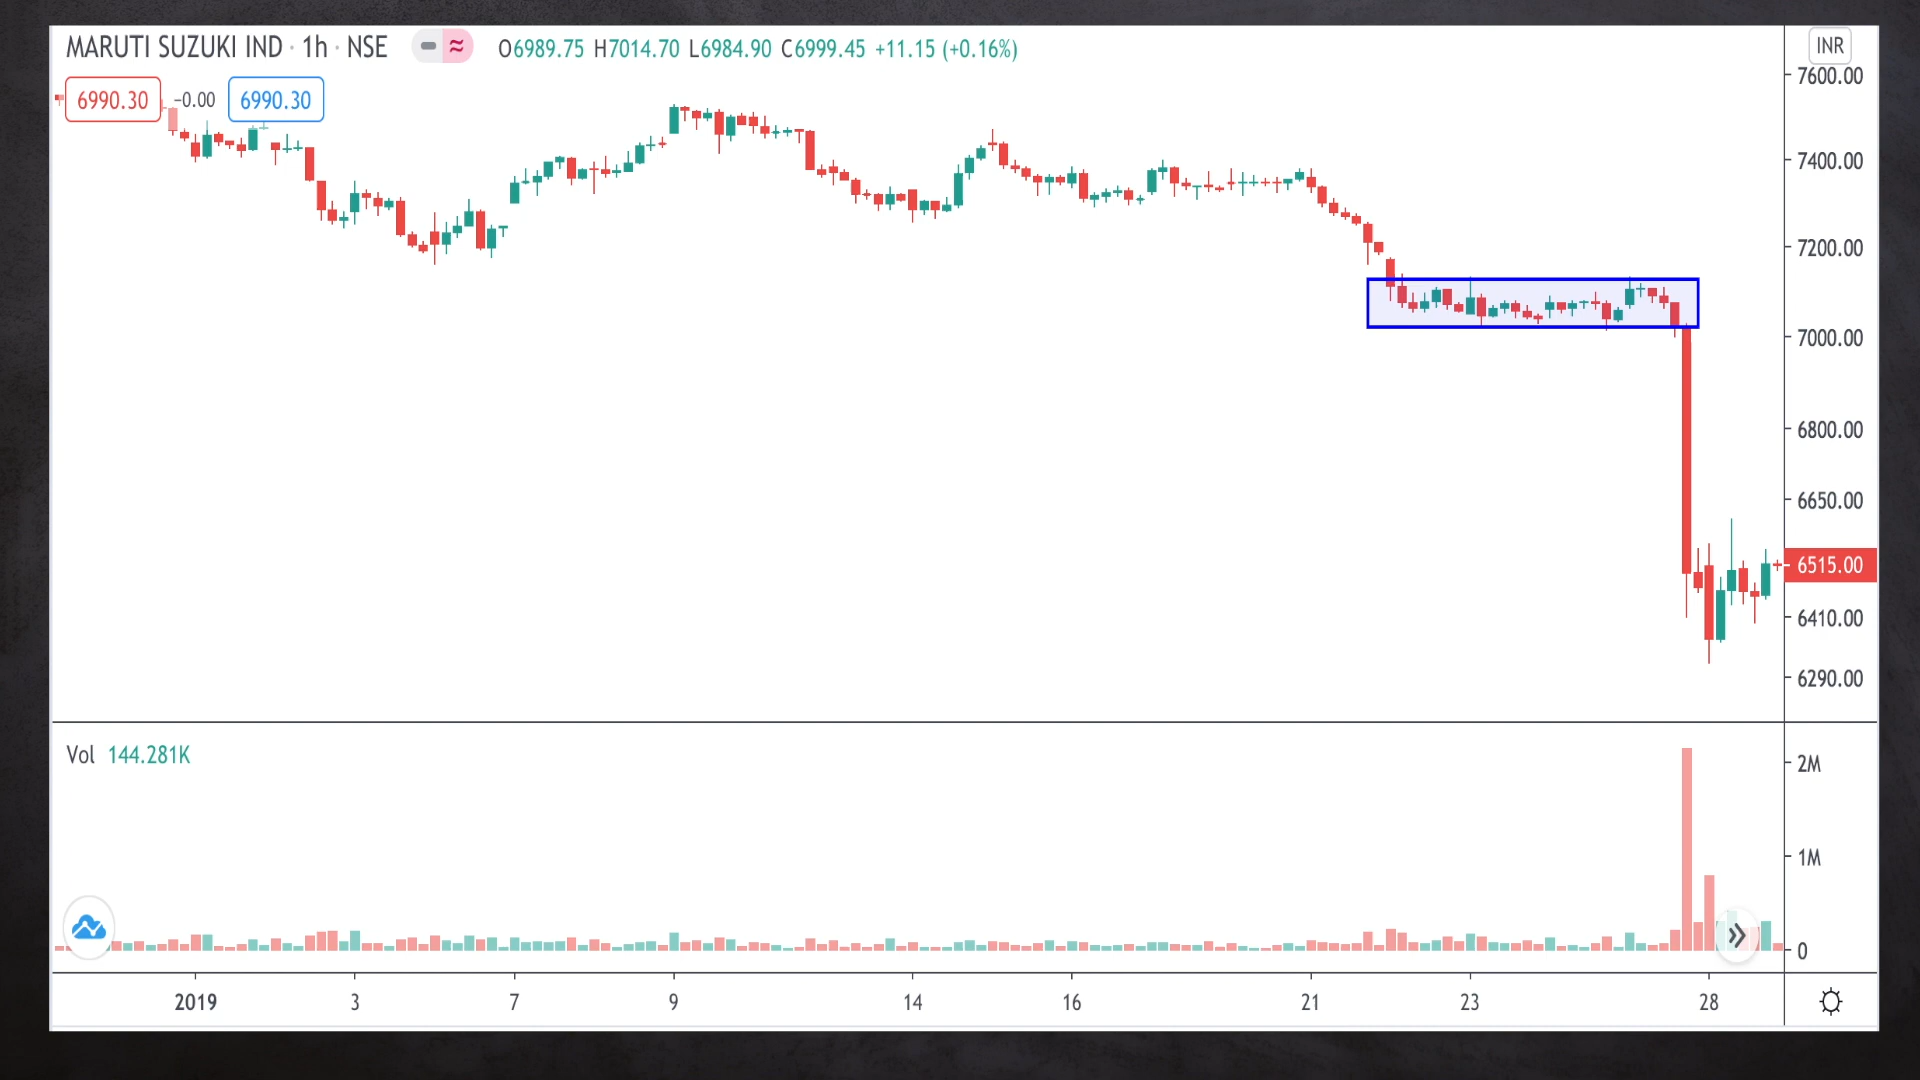 MARUTI SUZUKI IND · 1h · NSE O6989.75 H7014.70 L6984.90 C6999.45 +11.15 (+0.16%) INR
6990.30 −0.00 6990.30
7600.00
7400.00
7200.00
7000.00
6800.00
6650.00
6515.00
6410.00
6290.00
Vol 144.281K
2M
1M
0
2019 3 7 9 14 16 21 23 28